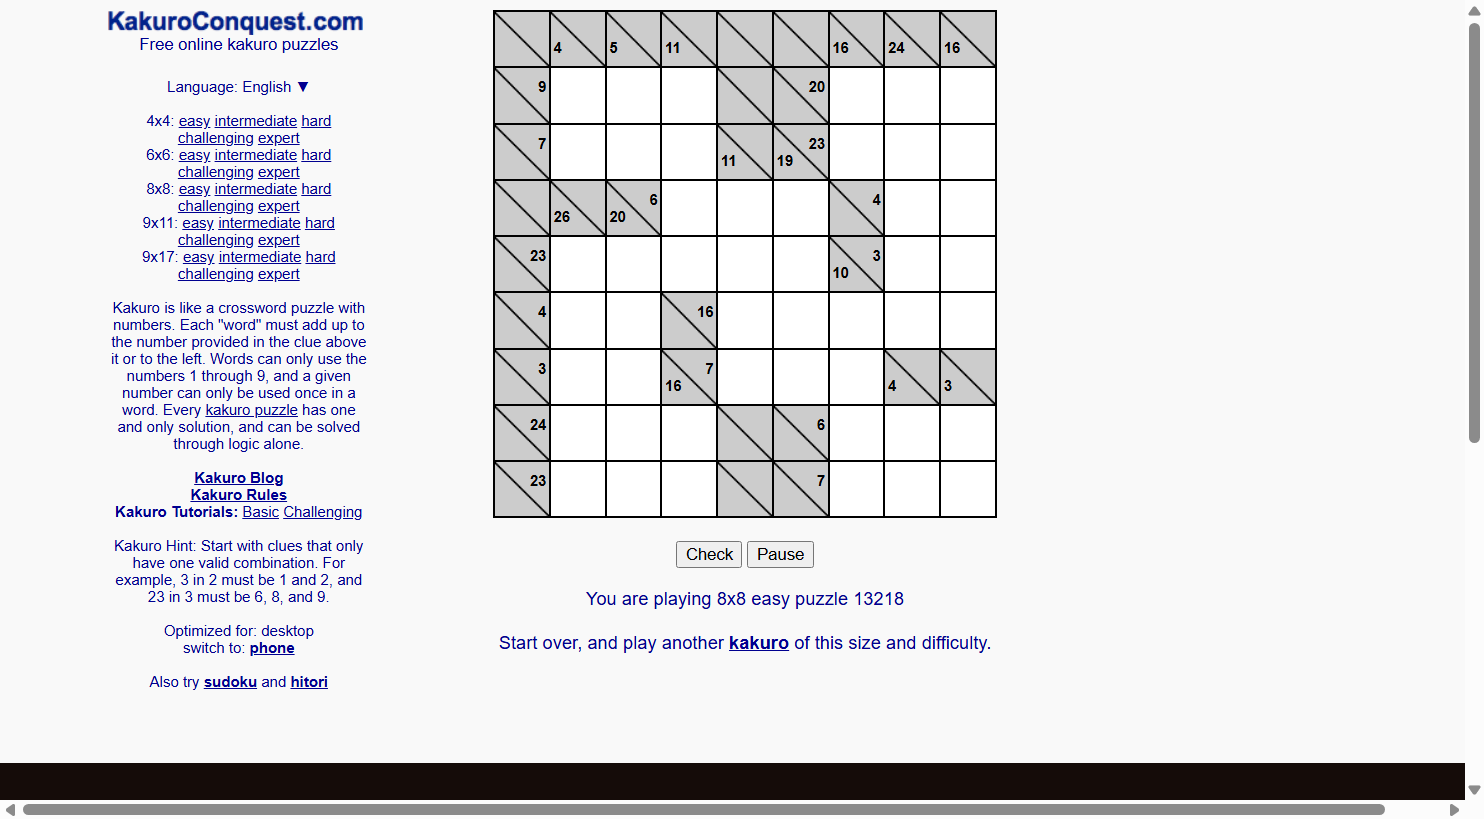 KakuroConquest.com
Free online kakuro puzzles
Language: English ▼
4x4: easy intermediate hard
challenging expert
6x6: easy intermediate hard
challenging expert
8x8: easy intermediate hard
challenging expert
9x11: easy intermediate hard
challenging expert
9x17: easy intermediate hard
challenging expert
Kakuro is like a crossword puzzle with
numbers. Each "word" must add up to
the number provided in the clue above
it or to the left. Words can only use the
numbers 1 through 9, and a given
number can only be used once in a
word. Every kakuro puzzle has one
and only solution, and can be solved
through logic alone.
Kakuro Blog
Kakuro Rules
Kakuro Tutorials: Basic Challenging
Kakuro Hint: Start with clues that only
have one valid combination. For
example, 3 in 2 must be 1 and 2, and
23 in 3 must be 6, 8, and 9.
Optimized for: desktop
switch to: phone
Also try sudoku and hitori
4 5 11 16 24 16
9 20
7 11 19 23
26 20 6 4
23 10 3
4 16
3 16 7 4 3
24 6
23 7
Check Pause
You are playing 8x8 easy puzzle 13218
Start over, and play another kakuro of this size and difficulty.